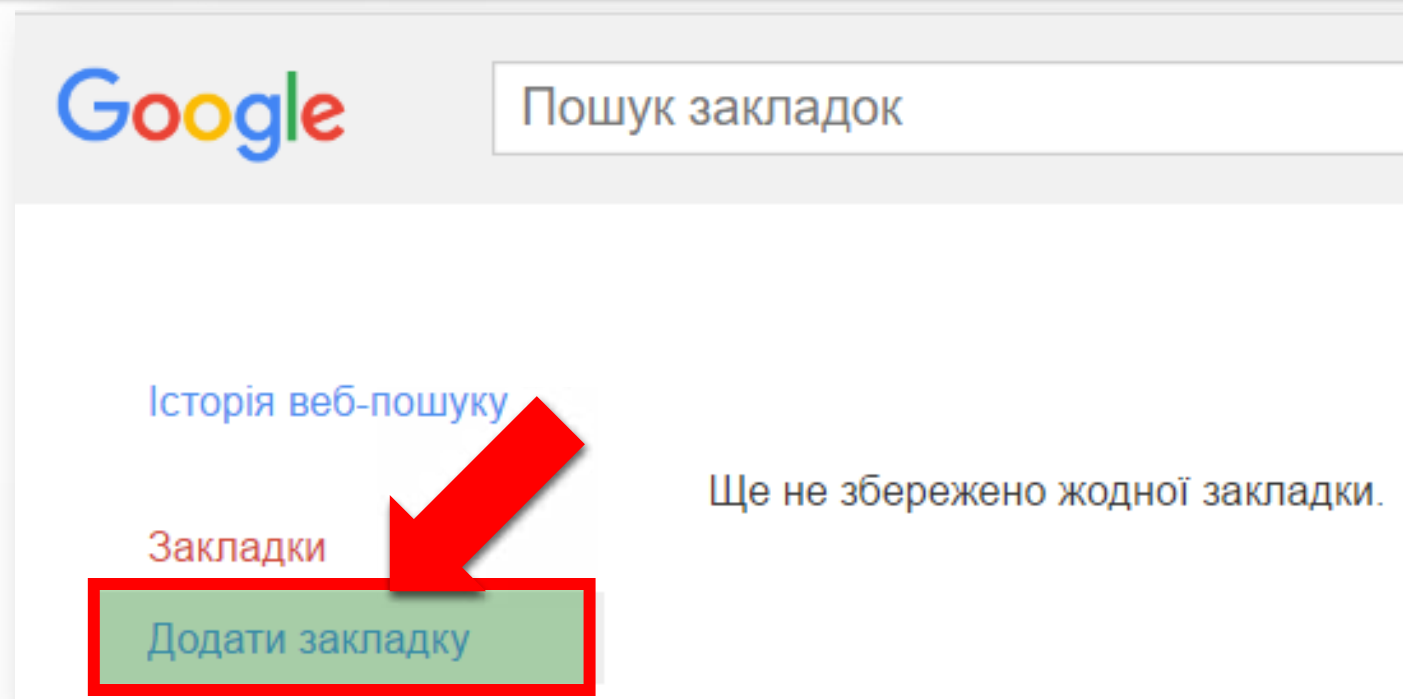 Google
Пошук закладок
Історія веб-пошуку
Ще не збережено жодної закладки.
Закладки
Додати закладку